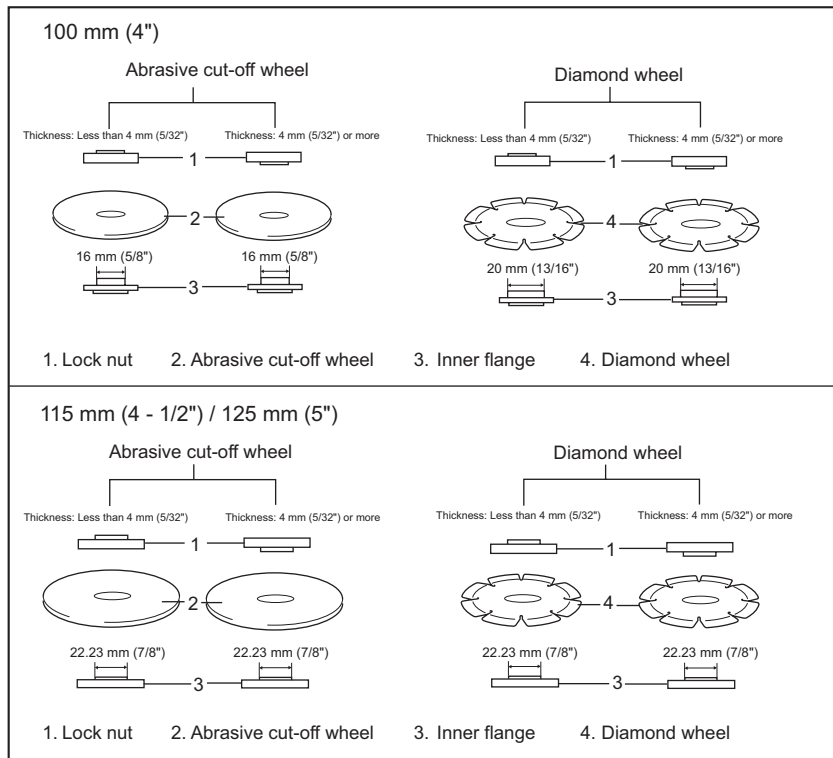 100 mm (4")
Abrasive cut-off wheel
Diamond wheel
Thickness: Less than 4 mm (5/32") Thickness: 4 mm (5/32") or more
Thickness: Less than 4 mm (5/32") Thickness: 4 mm (5/32") or more
1
1
2
4
16 mm (5/8") 16 mm (5/8")
20 mm (13/16") 20 mm (13/16")
3
3
1. Lock nut 2. Abrasive cut-off wheel 3. Inner flange 4. Diamond wheel
115 mm (4 - 1/2") / 125 mm (5")
Abrasive cut-off wheel
Diamond wheel
Thickness: Less than 4 mm (5/32") Thickness: 4 mm (5/32") or more
Thickness: Less than 4 mm (5/32") Thickness: 4 mm (5/32") or more
1
1
2
4
22.23 mm (7/8") 22.23 mm (7/8")
22.23 mm (7/8") 22.23 mm (7/8")
3
3
1. Lock nut 2. Abrasive cut-off wheel 3. Inner flange 4. Diamond wheel